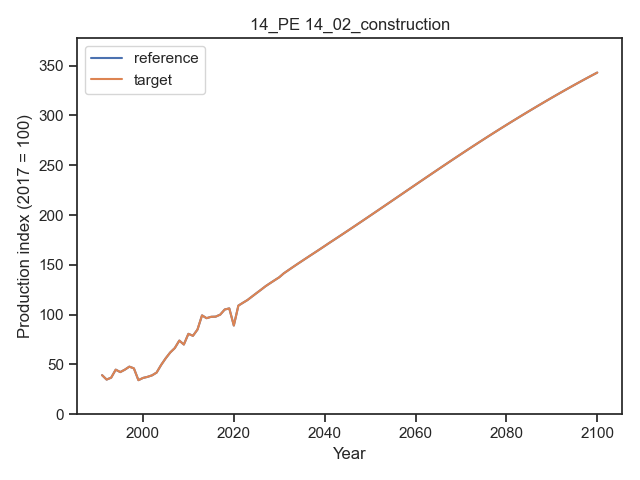 14_PE 14_02_construction
reference
target
350
300
250
200
150
100
50
0
Production index (2017 = 100)
2000 2020 2040 2060 2080 2100
Year